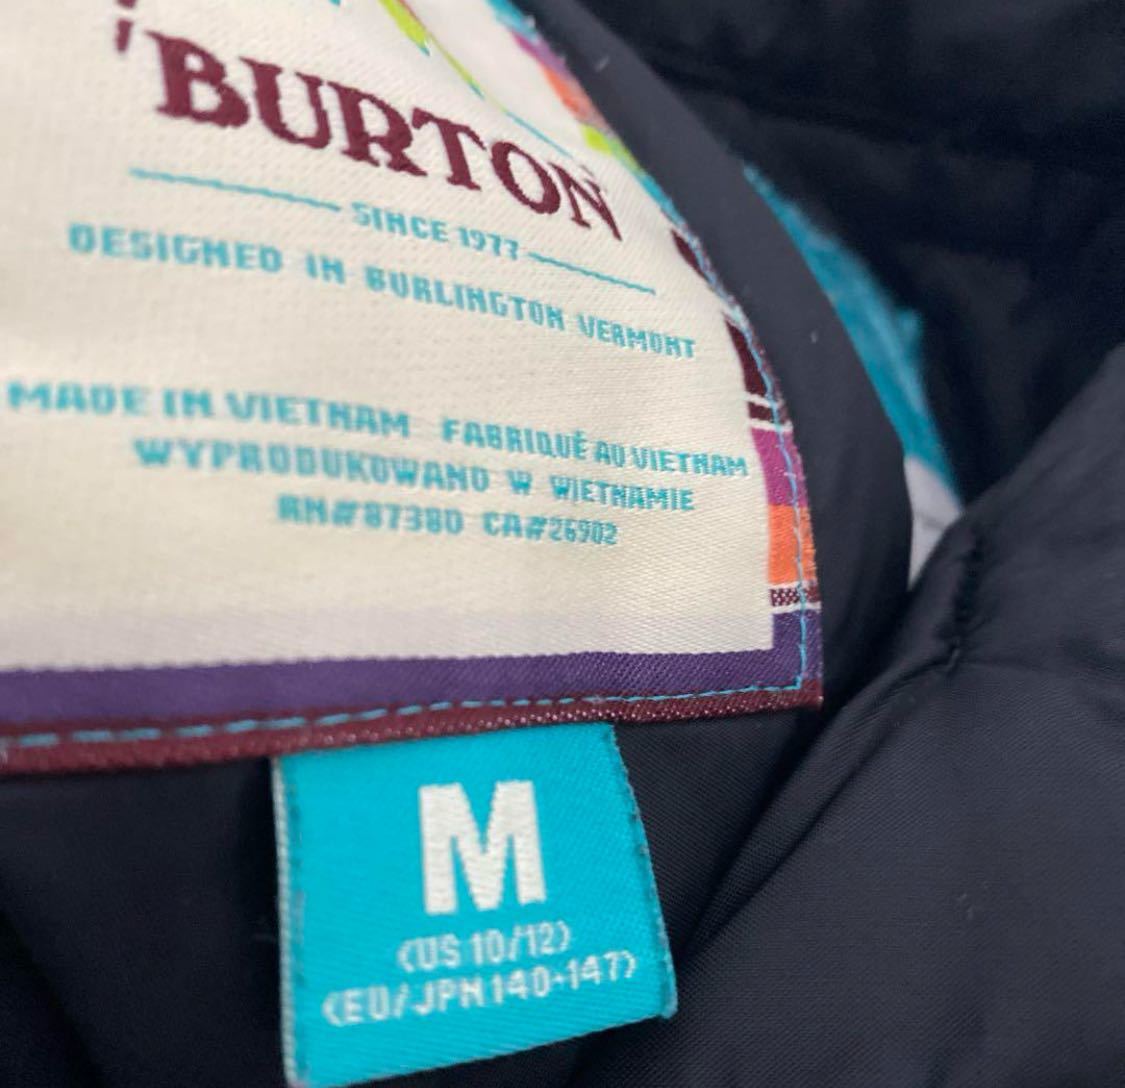 BURTON
SINCE 1977
DESIGNED IN BURLINGTON VERMONT
MADE IN VIETNAM FABRIQUÉ AU VIETNAM
WYPRODUKOWANO W WIETNAMIE
RN#87380 CA#26902
M
(US 10/12)
(EU/JPN 140-147)